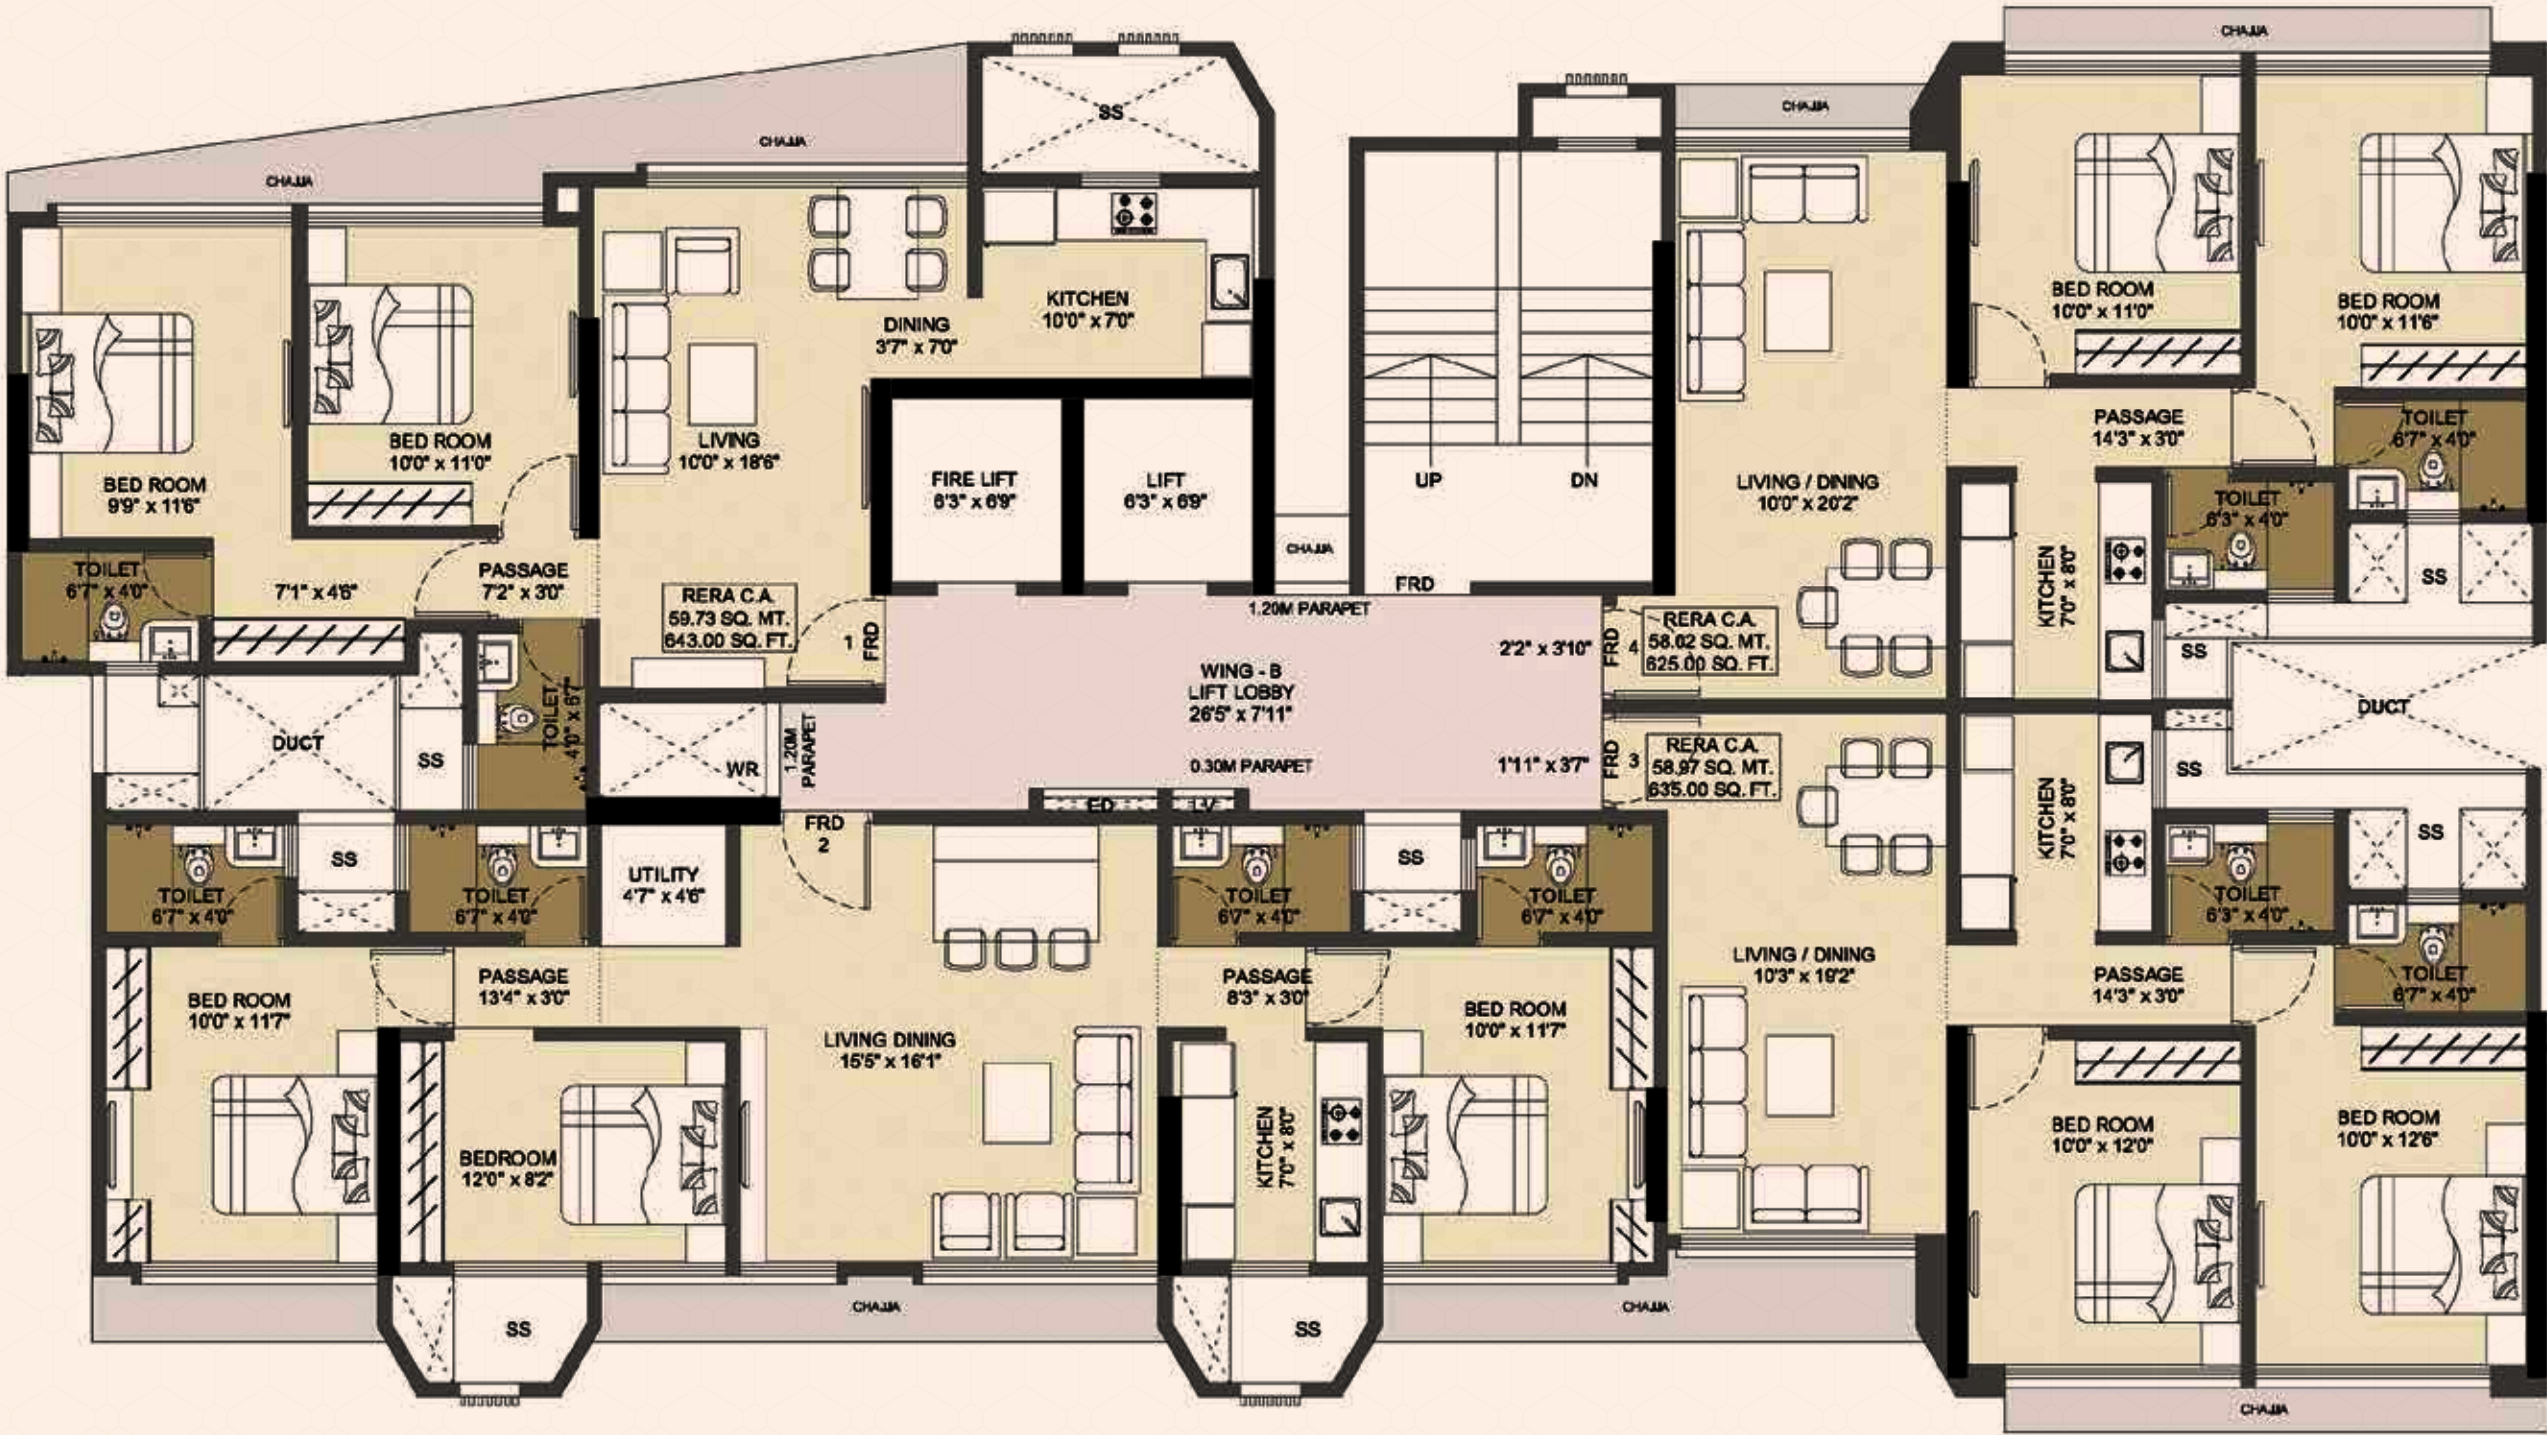 CHAJJA
CHAJJA
CHAJJA
CHAJJA
SS
BED ROOM
9'9" x 11'6"
BED ROOM
10'0" x 11'0"
LIVING
10'0" x 18'6"
DINING
3'7" x 7'0"
KITCHEN
10'0" x 7'0"
FIRE LIFT
6'3" x 6'9"
LIFT
6'3" x 6'9"
CHAJJA
UP
DN
FRD
LIVING / DINING
10'0" x 20'2"
BED ROOM
10'0" x 11'0"
BED ROOM
10'0" x 11'6"
PASSAGE
14'3" x 3'0"
TOILET
6'7" x 4'0"
TOILET
6'3" x 4'0"
KITCHEN
7'0" x 8'0"
SS
SS
DUCT
TOILET
6'7" x 4'0"
7'1" x 4'6"
PASSAGE
7'2" x 3'0"
RERA C.A.
59.73 SQ. MT.
643.00 SQ. FT.
1
FRD
1.20M PARAPET
WING - B
LIFT LOBBY
26'5" x 7'11"
2'2" x 3'10"
FRD
4
RERA C.A.
58.02 SQ. MT.
625.00 SQ. FT.
DUCT
SS
TOILET
4'0" x 6'7"
WR
1.20M
PARAPET
0.30M PARAPET
1'11" x 3'7"
FRD
3
RERA C.A.
58.97 SQ. MT.
635.00 SQ. FT.
ED
LV
SS
SS
KITCHEN
7'0" x 8'0"
TOILET
6'3" x 4'0"
TOILET
6'7" x 4'0"
TOILET
6'7" x 4'0"
SS
TOILET
6'7" x 4'0"
UTILITY
4'7" x 4'6"
FRD
2
TOILET
6'7" x 4'0"
SS
TOILET
6'7" x 4'0"
BED ROOM
10'0" x 11'7"
PASSAGE
13'4" x 3'0"
LIVING DINING
15'5" x 16'1"
PASSAGE
8'3" x 3'0"
BED ROOM
10'0" x 11'7"
LIVING / DINING
10'3" x 19'2"
PASSAGE
14'3" x 3'0"
BEDROOM
12'0" x 8'2"
KITCHEN
7'0" x 8'0"
BED ROOM
10'0" x 12'0"
BED ROOM
10'0" x 12'6"
SS
CHAJJA
SS
CHAJJA
CHAJJA